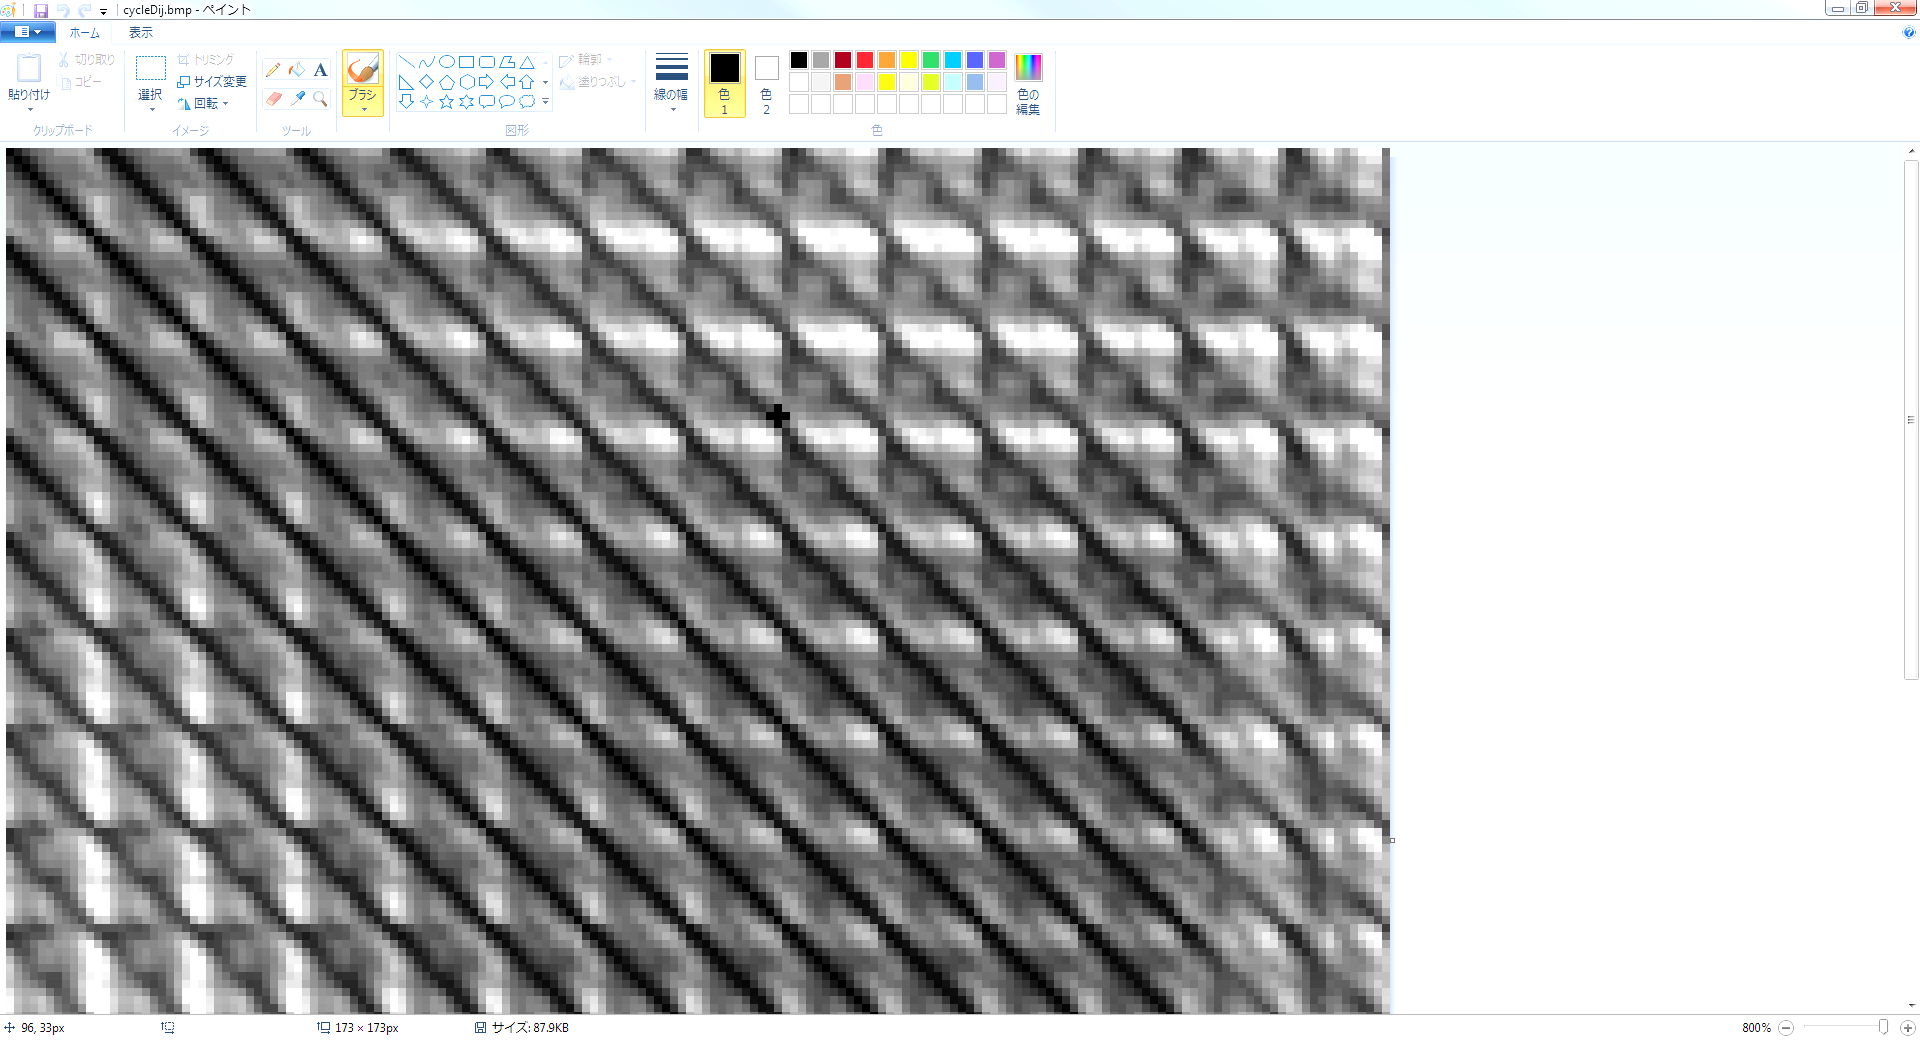 cycleDij.bmp - ペイント
ホーム 表示
貼り付け
切り取り
コピー
クリップボード
選択
トリミング
サイズ変更
回転
イメージ
A
ツール
ブラシ
図形
輪郭
塗りつぶし
線の幅
色
1
色
2
色の
編集
色
96, 33px
173 × 173px
サイズ: 87.9KB
800%